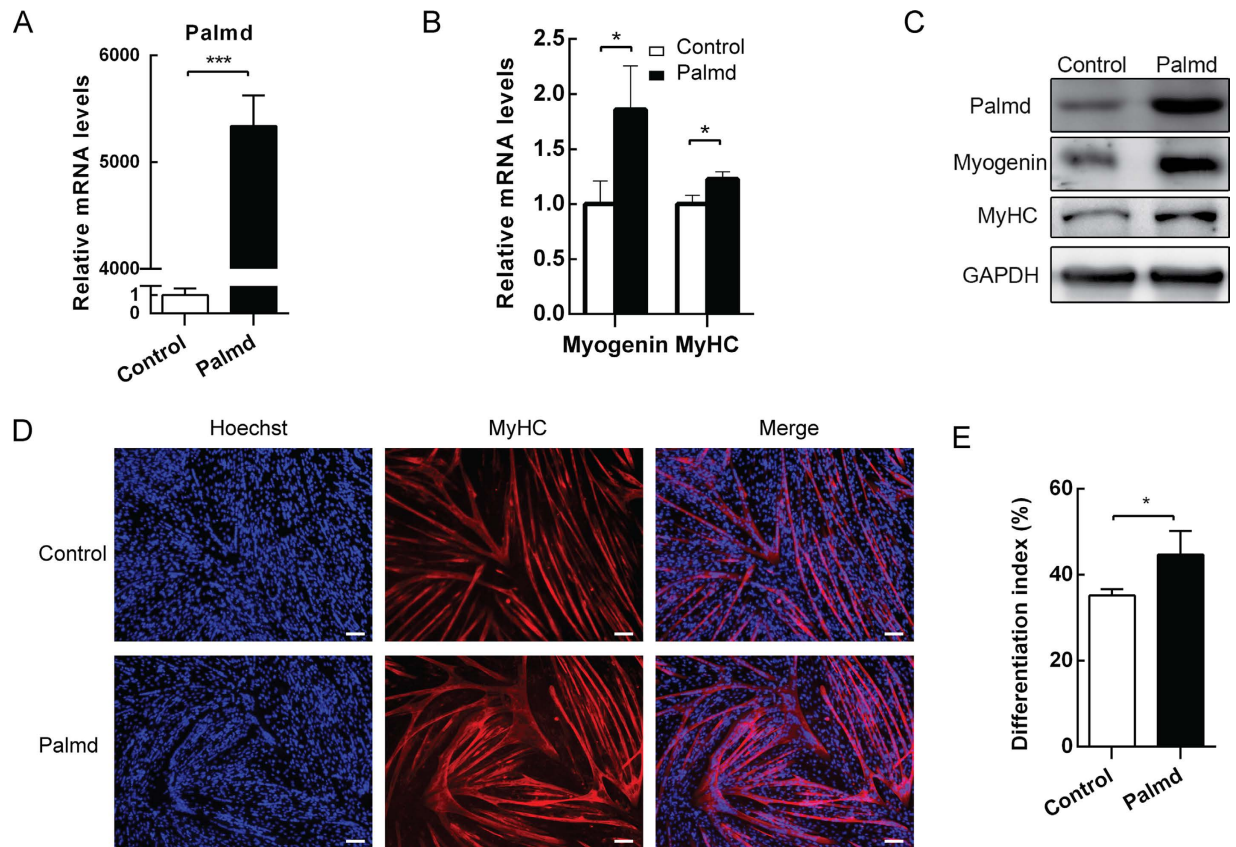 A
Palmd
Relative mRNA levels
6000
5000
4000
1
0
***
Control
Palmd
B
Relative mRNA levels
2.5
2.0
1.5
1.0
0.5
0.0
*
*
Control
Palmd
Myogenin MyHC
C
Control Palmd
Palmd
Myogenin
MyHC
GAPDH
D
Hoechst MyHC Merge
Control
Palmd
E
Differentiation index (%)
60
40
20
0
*
Control
Palmd